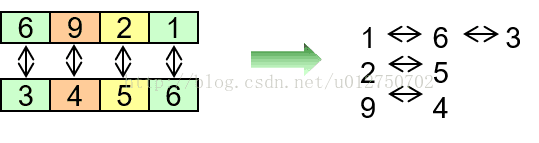 6 9 2 1
3 4 5 6
1 ⇔ 6 ⇔ 3
2 ⇔ 5
9 ⇔ 4
http://blog.csdn.net/u012750702